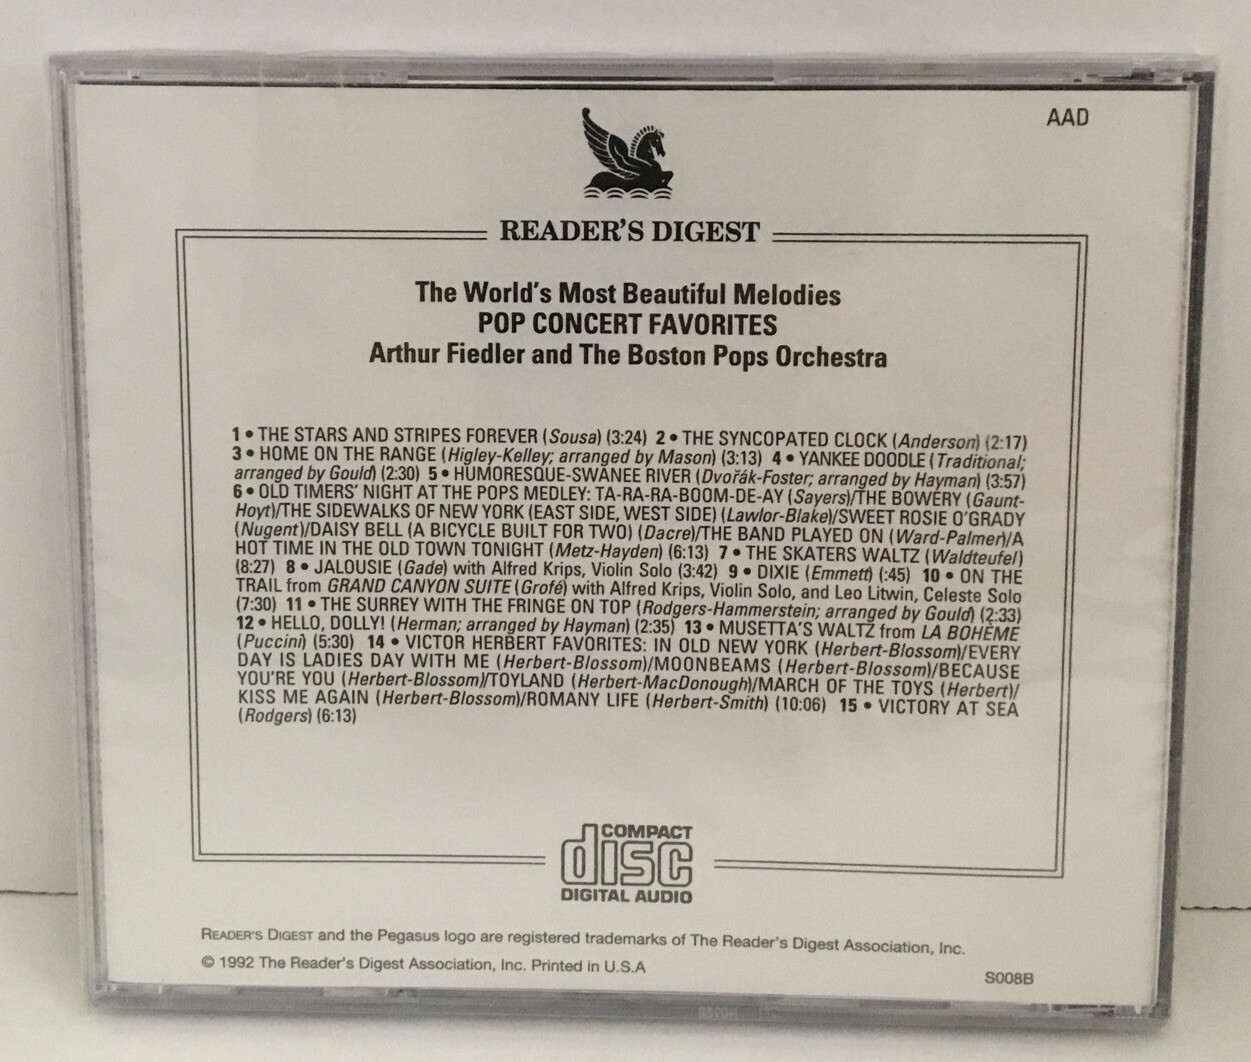 AAD
READER'S DIGEST
The World's Most Beautiful Melodies
POP CONCERT FAVORITES
Arthur Fiedler and The Boston Pops Orchestra
1 • THE STARS AND STRIPES FOREVER (Sousa) (3:24) 2 • THE SYNCOPATED CLOCK (Anderson) (2:17)
3 • HOME ON THE RANGE (Higley-Kelley; arranged by Mason) (3:13) 4 • YANKEE DOODLE (Traditional;
arranged by Gould) (2:30) 5 • HUMORESQUE-SWANEE RIVER (Dvořák-Foster; arranged by Hayman) (3:57)
6 • OLD TIMERS' NIGHT AT THE POPS MEDLEY: TA-RA-RA-BOOM-DE-AY (Sayers)/THE BOWERY (Gaunt-
Hoyt)/THE SIDEWALKS OF NEW YORK (EAST SIDE, WEST SIDE) (Lawlor-Blake)/SWEET ROSIE O'GRADY
(Nugent)/DAISY BELL (A BICYCLE BUILT FOR TWO) (Dacre)/THE BAND PLAYED ON (Ward-Palmer)/A
HOT TIME IN THE OLD TOWN TONIGHT (Metz-Hayden) (6:13) 7 • THE SKATERS WALTZ (Waldteufel)
(8:27) 8 • JALOUSIE (Gade) with Alfred Krips, Violin Solo (3:42) 9 • DIXIE (Emmett) (:45) 10 • ON THE
TRAIL from GRAND CANYON SUITE (Grofé) with Alfred Krips, Violin Solo, and Leo Litwin, Celeste Solo
(7:30) 11 • THE SURREY WITH THE FRINGE ON TOP (Rodgers-Hammerstein; arranged by Gould) (2:33)
12 • HELLO, DOLLY! (Herman; arranged by Hayman) (2:35) 13 • MUSETTA'S WALTZ from LA BOHÈME
(Puccini) (5:30) 14 • VICTOR HERBERT FAVORITES: IN OLD NEW YORK (Herbert-Blossom)/EVERY
DAY IS LADIES DAY WITH ME (Herbert-Blossom)/MOONBEAMS (Herbert-Blossom)/BECAUSE
YOU'RE YOU (Herbert-Blossom)/TOYLAND (Herbert-MacDonough)/MARCH OF THE TOYS (Herbert)/
KISS ME AGAIN (Herbert-Blossom)/ROMANY LIFE (Herbert-Smith) (10:06) 15 • VICTORY AT SEA
(Rodgers) (6:13)
COMPACT
disc
DIGITAL AUDIO
READER'S DIGEST and the Pegasus logo are registered trademarks of The Reader's Digest Association, Inc.
© 1992 The Reader's Digest Association, Inc. Printed in U.S.A
S008B